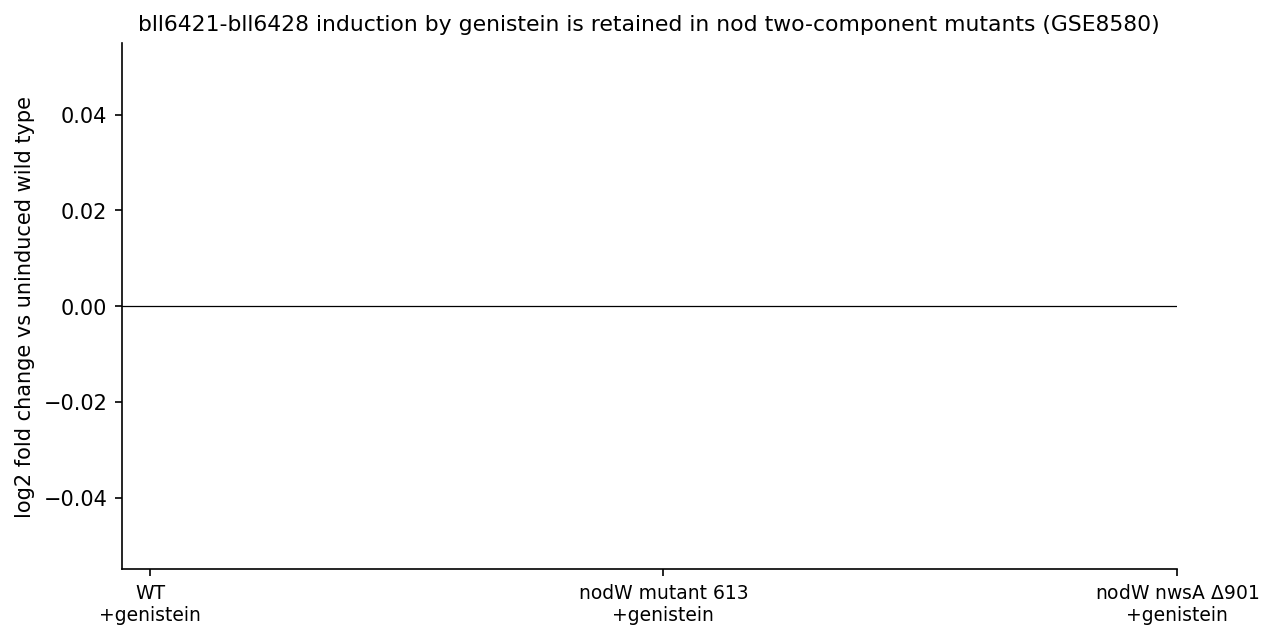 bll6421-bll6428 induction by genistein is retained in nod two-component mutants (GSE8580)
log2 fold change vs uninduced wild type
0.04
0.02
0.00
−0.02
−0.04
WT
+genistein
nodW mutant 613
+genistein
nodW nwsA Δ901
+genistein